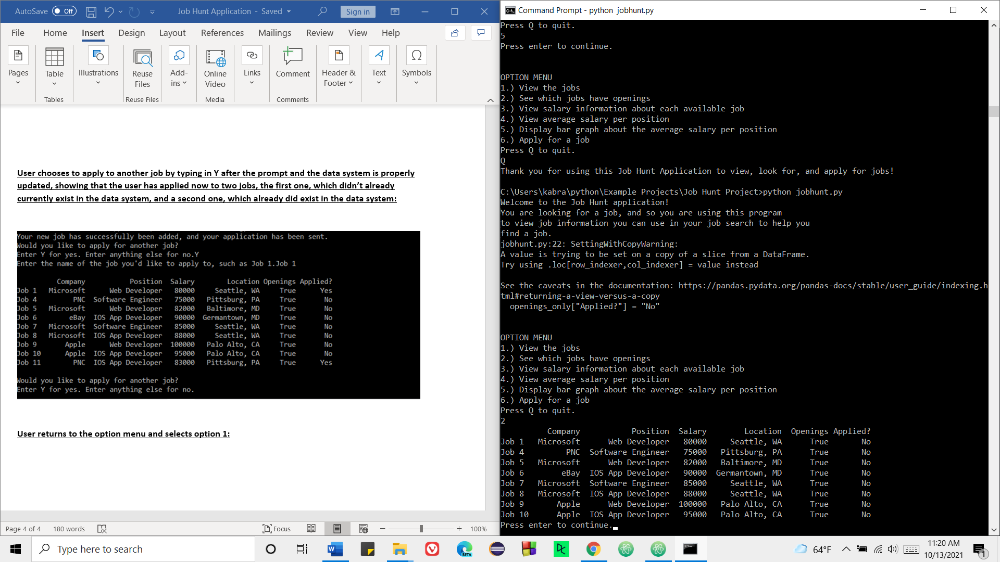 AutoSave Off Job Hunt Application - Saved Sign in
File Home Insert Design Layout References Mailings Review View Help
Pages Table Illustrations Reuse Files Add-ins Online Video Links Comment Header & Footer Text Symbols
Tables Reuse Files Media Comments
User chooses to apply to another job by typing in Y after the prompt and the data system is properly
updated, showing that the user has applied now to two jobs, the first one, which didn’t already
currently exist in the data system, and a second one, which already did exist in the data system:
Your new job has successfully been added, and your application has been sent.
Would you like to apply for another job?
Enter Y for yes. Enter anything else for no.Y
Enter the name of the job you'd like to apply to, such as Job 1.Job 1
Company Position Salary Location Openings Applied?
Job 1 Microsoft Web Developer 80000 Seattle, WA True Yes
Job 4 PNC Software Engineer 75000 Pittsburg, PA True No
Job 5 Microsoft Web Developer 82000 Baltimore, MD True No
Job 6 eBay IOS App Developer 90000 Germantown, MD True No
Job 7 Microsoft Software Engineer 85000 Seattle, WA True No
Job 8 Microsoft IOS App Developer 88000 Seattle, WA True No
Job 9 Apple Web Developer 100000 Palo Alto, CA True No
Job 10 Apple IOS App Developer 95000 Palo Alto, CA True No
Job 11 PNC IOS App Developer 83000 Pittsburg, PA True Yes
Would you like to apply for another job?
Enter Y for yes. Enter anything else for no.
User returns to the option menu and selects option 1:
Page 4 of 4 180 words Focus 100%
Command Prompt - python jobhunt.py
Press Q to quit.
5
Press enter to continue.
OPTION MENU
1.) View the jobs
2.) See which jobs have openings
3.) View salary information about each available job
4.) View average salary per position
5.) Display bar graph about the average salary per position
6.) Apply for a job
Press Q to quit.
Q
Thank you for using this Job Hunt Application to view, look for, and apply for jobs!
C:\Users\kabra\python\Example Projects\Job Hunt Project>python jobhunt.py
Welcome to the Job Hunt application!
You are looking for a job, and so you are using this program
to view job information you can use in your job search to help you
find a job.
jobhunt.py:22: SettingWithCopyWarning:
A value is trying to be set on a copy of a slice from a DataFrame.
Try using .loc[row_indexer,col_indexer] = value instead
See the caveats in the documentation: https://pandas.pydata.org/pandas-docs/stable/user_guide/indexing.h
tml#returning-a-view-versus-a-copy
openings_only["Applied?"] = "No"
OPTION MENU
1.) View the jobs
2.) See which jobs have openings
3.) View salary information about each available job
4.) View average salary per position
5.) Display bar graph about the average salary per position
6.) Apply for a job
Press Q to quit.
2
Company Position Salary Location Openings Applied?
Job 1 Microsoft Web Developer 80000 Seattle, WA True No
Job 4 PNC Software Engineer 75000 Pittsburg, PA True No
Job 5 Microsoft Web Developer 82000 Baltimore, MD True No
Job 6 eBay IOS App Developer 90000 Germantown, MD True No
Job 7 Microsoft Software Engineer 85000 Seattle, WA True No
Job 8 Microsoft IOS App Developer 88000 Seattle, WA True No
Job 9 Apple Web Developer 100000 Palo Alto, CA True No
Job 10 Apple IOS App Developer 95000 Palo Alto, CA True No
Press enter to continue.
Type here to search
BETA
64°F
11:20 AM
10/13/2021
1